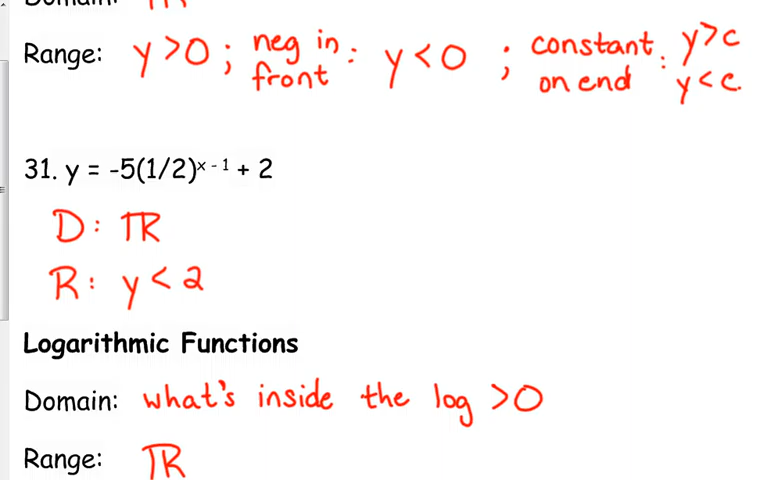 Domain: ℝ
Range: y > 0 ; neg in front : y < 0 ; constant on end : y > c y < c.
31. y = -5(1/2)ˣ ⁻ ¹ + 2
D: ℝ
R: y < 2
Logarithmic Functions
Domain: what's inside the log > 0
Range: ℝ